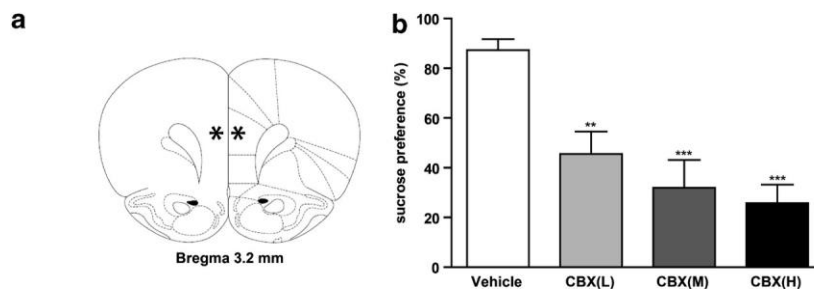 a
**
Bregma 3.2 mm
b
sucrose preference (%)
100
80
60
40
20
0
**
***
***
Vehicle
CBX(L)
CBX(M)
CBX(H)